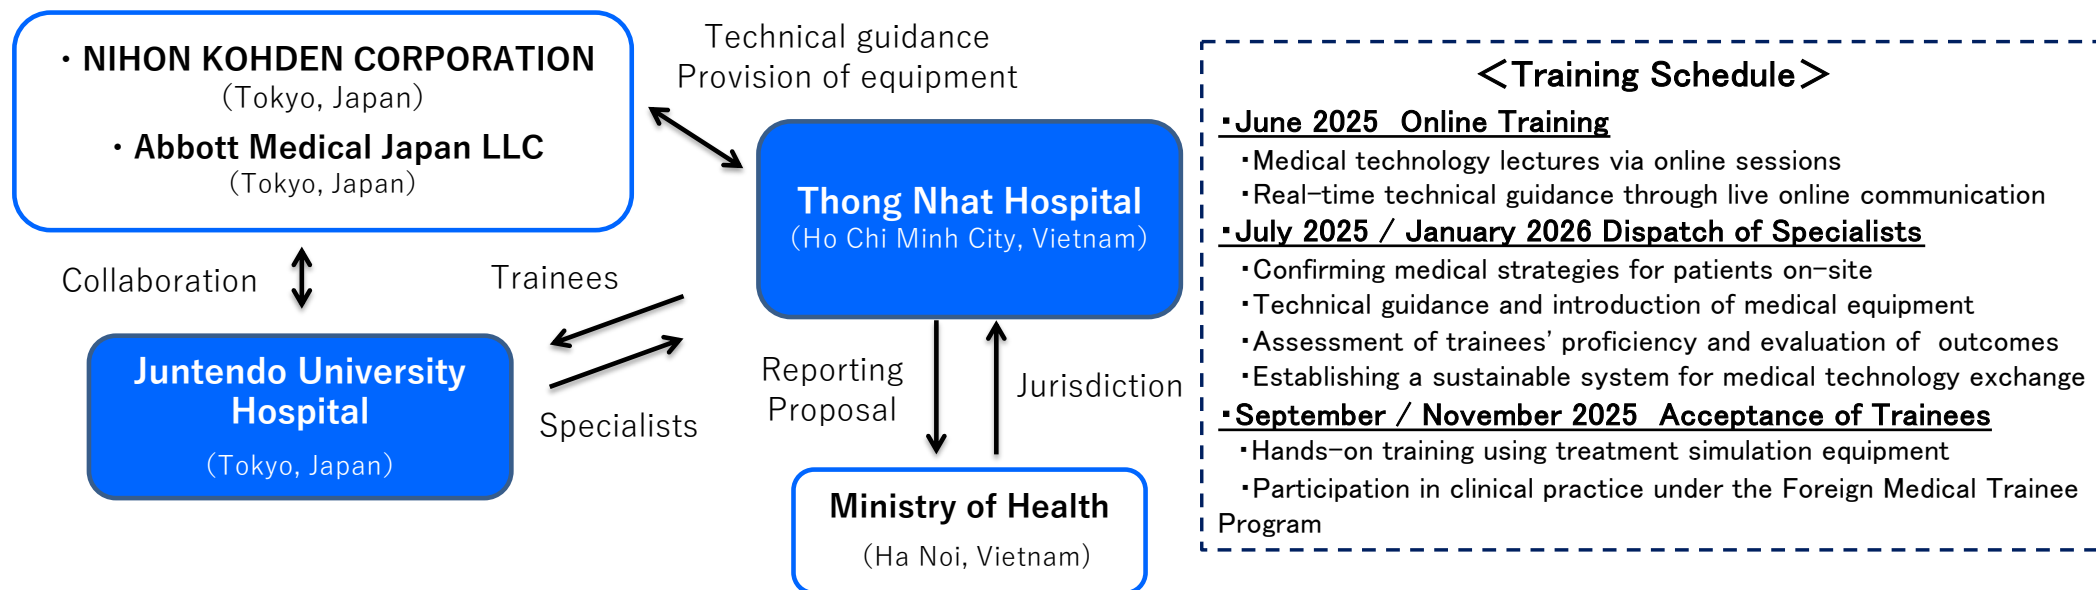 ・NIHON KOHDEN CORPORATION
(Tokyo, Japan)
・Abbott Medical Japan LLC
(Tokyo, Japan)
Technical guidance
Provision of equipment
Thong Nhat Hospital
(Ho Chi Minh City, Vietnam)
Collaboration
Trainees
Juntendo University
Hospital
(Tokyo, Japan)
Specialists
Reporting
Proposal
Jurisdiction
Ministry of Health
(Ha Noi, Vietnam)
＜Training Schedule＞
・June 2025  Online Training
・Medical technology lectures via online sessions
・Real-time technical guidance through live online communication
・July 2025 / January 2026 Dispatch of Specialists
・Confirming medical strategies for patients on-site
・Technical guidance and introduction of medical equipment
・Assessment of trainees' proficiency and evaluation of  outcomes
・Establishing a sustainable system for medical technology exchange
・September / November 2025  Acceptance of Trainees
・Hands-on training using treatment simulation equipment
・Participation in clinical practice under the Foreign Medical Trainee
Program